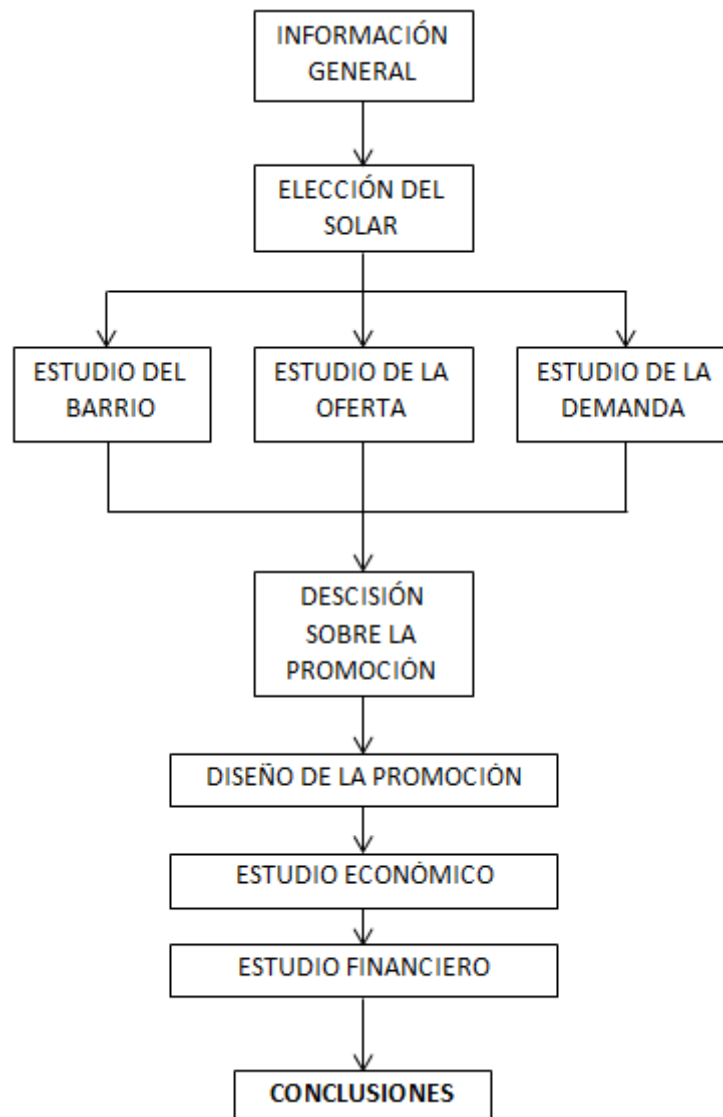 INFORMACIÓN
GENERAL
ELECCIÓN DEL
SOLAR
ESTUDIO DEL
BARRIO
ESTUDIO DE LA
OFERTA
ESTUDIO DE LA
DEMANDA
DESCISIÓN
SOBRE LA
PROMOCIÓN
DISEÑO DE LA PROMOCIÓN
ESTUDIO ECONÓMICO
ESTUDIO FINANCIERO
CONCLUSIONES